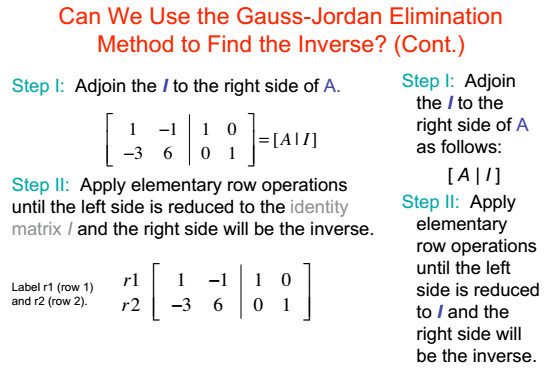 Can We Use the Gauss-Jordan Elimination
Method to Find the Inverse? (Cont.)
Step I: Adjoin the I to the right side of A.
1 −1 | 1 0
−3 6 | 0 1
=[A|I]
Step II: Apply elementary row operations
until the left side is reduced to the identity
matrix I and the right side will be the inverse.
Label r1 (row 1)
and r2 (row 2).
r1 1 −1 | 1 0
r2 −3 6 | 0 1
Step I: Adjoin
the I to the
right side of A
as follows:
[ A | I ]
Step II: Apply
elementary
row operations
until the left
side is reduced
to I and the
right side will
be the inverse.